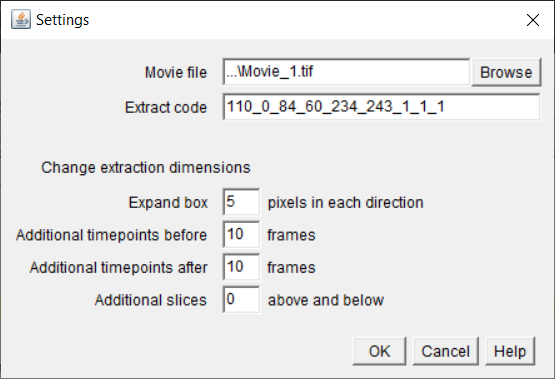 Settings
Movie file ...\Movie_1.tif Browse
Extract code 110_0_84_60_234_243_1_1_1
Change extraction dimensions
Expand box 5 pixels in each direction
Additional timepoints before 10 frames
Additional timepoints after 10 frames
Additional slices 0 above and below
OK Cancel Help